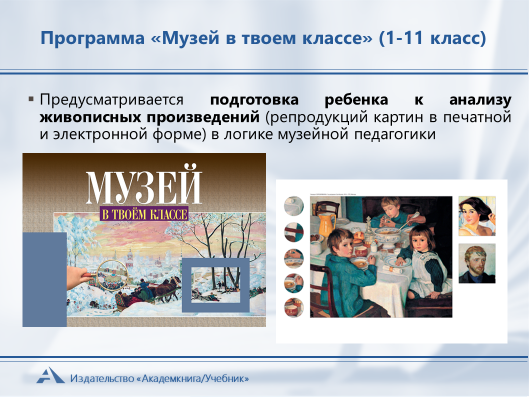 Программа «Музей в твоем классе» (1-11 класс)
▪ Предусматривается подготовка ребенка к анализу
живописных произведений (репродукций картин в печатной
и электронной форме) в логике музейной педагогики
МУЗЕЙ
В ТВОЁМ КЛАССЕ
Издательство «Академкнига/Учебник»